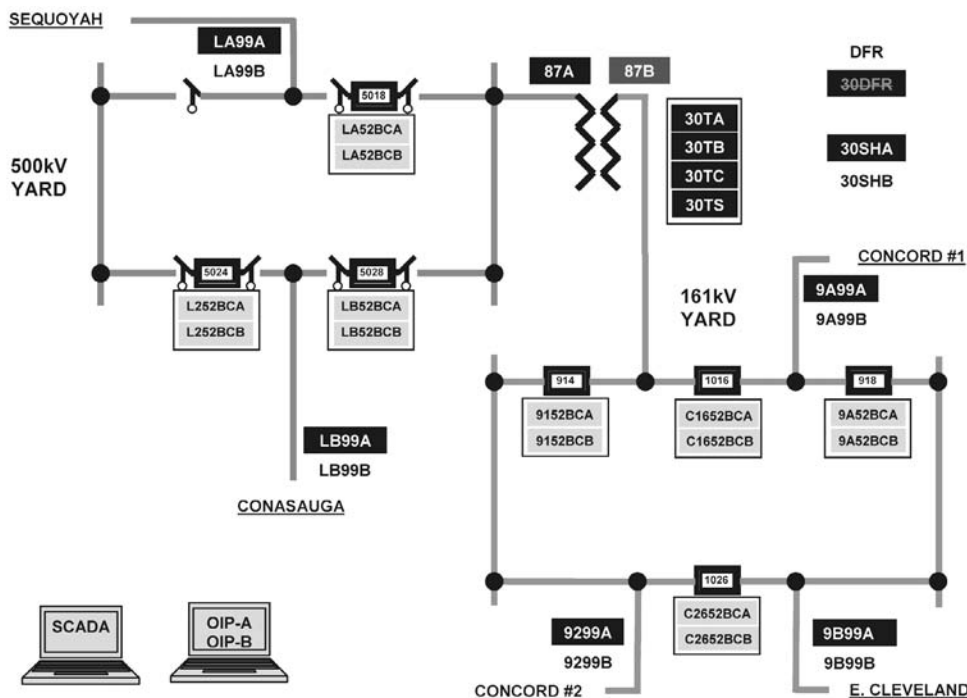 SEQUOYAH
LA99A
LA99B
87A
87B
DFR
30DFR
5018
LA52BCA
LA52BCB
30TA
30TB
30TC
30TS
30SHA
30SHB
500kV
YARD
5024
5028
L252BCA
L252BCB
LB52BCA
LB52BCB
CONCORD #1
9A99A
9A99B
161kV
YARD
914
1016
918
9152BCA
9152BCB
C1652BCA
C1652BCB
9A52BCA
9A52BCB
LB99A
LB99B
CONASAUGA
1026
C2652BCA
C2652BCB
SCADA
OIP-A
OIP-B
9299A
9299B
9B99A
9B99B
CONCORD #2
E. CLEVELAND